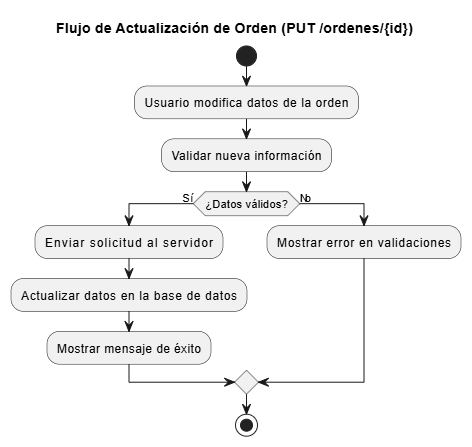 Flujo de Actualización de Orden (PUT /ordenes/{id})
Usuario modifica datos de la orden
Validar nueva información
Sí
¿Datos válidos?
No
Enviar solicitud al servidor
Mostrar error en validaciones
Actualizar datos en la base de datos
Mostrar mensaje de éxito